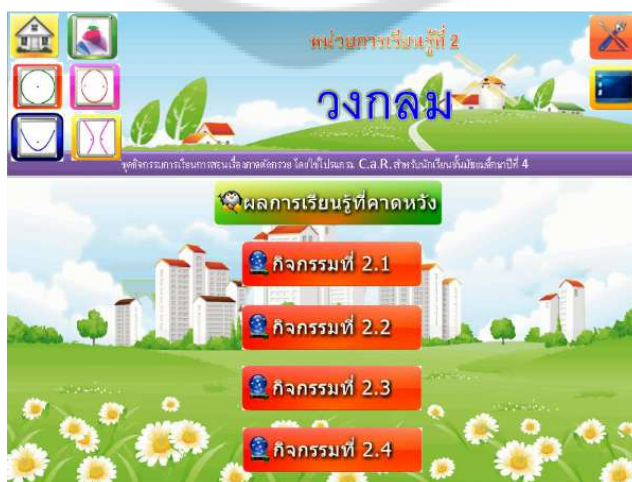 หน่วยการเรียนรู้ที่ 2
วงกลม
ชุดกิจกรรมการเรียนการสอนเรื่องภาคตัดกรวย โดยใช้โปรแกรม C.a.R. สำหรับนักเรียนชั้นมัธยมศึกษาปีที่ 4
ผลการเรียนรู้ที่คาดหวัง
กิจกรรมที่ 2.1
กิจกรรมที่ 2.2
กิจกรรมที่ 2.3
กิจกรรมที่ 2.4